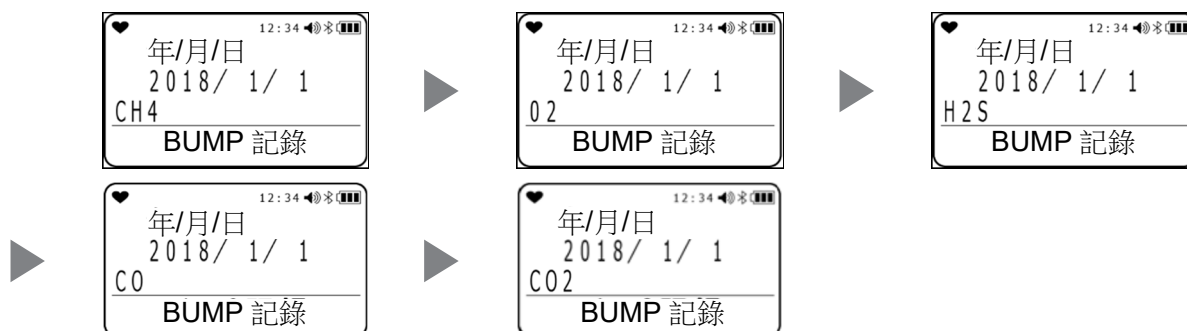 12:34
年/月/日
2018/ 1/ 1
CH4
BUMP 記錄
12:34
年/月/日
2018/ 1/ 1
O2
BUMP 記錄
12:34
年/月/日
2018/ 1/ 1
H2S
BUMP 記錄
12:34
年/月/日
2018/ 1/ 1
CO
BUMP 記錄
12:34
年/月/日
2018/ 1/ 1
CO2
BUMP 記錄